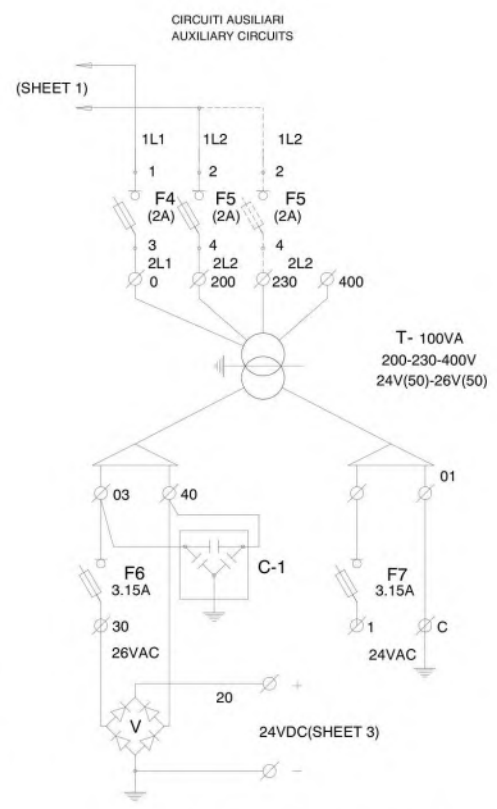 CIRCUITI AUSILIARI
AUXILIARY CIRCUITS
(SHEET 1)
1L1 1L2 1L2
1 2 2
F4 F5 F5
(2A) (2A) (2A)
3 4 4
2L1 2L2 2L2
0 200 230 400
T- 100VA
200-230-400V
24V(50)-26V(50)
01
03 40
C-1
F6 F7
3.15A 3.15A
30 1 C
26VAC 24VAC
20 +
V
24VDC(SHEET 3)
−